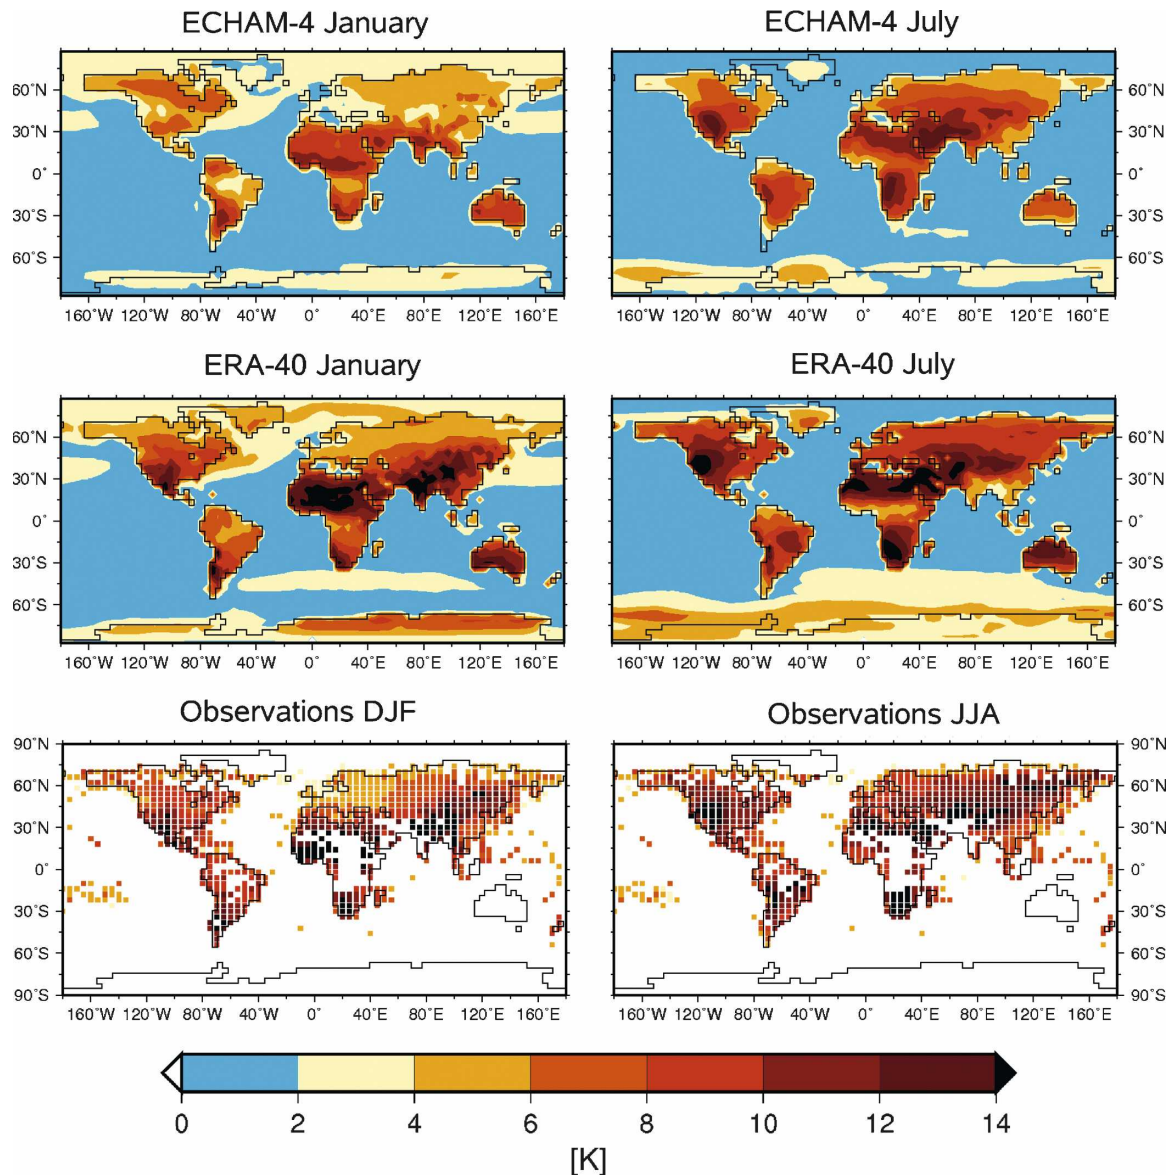 ECHAM-4 January
ECHAM-4 July
60°N
30°N
0°
30°S
60°S
60°N
30°N
0°
30°S
60°S
160°W 120°W 80°W 40°W 0° 40°E 80°E 120°E 160°E
160°W 120°W 80°W 40°W 0° 40°E 80°E 120°E 160°E
ERA-40 January
ERA-40 July
60°N
30°N
0°
30°S
60°S
60°N
30°N
0°
30°S
60°S
160°W 120°W 80°W 40°W 0° 40°E 80°E 120°E 160°E
160°W 120°W 80°W 40°W 0° 40°E 80°E 120°E 160°E
Observations DJF
Observations JJA
90°N
60°N
30°N
0°
30°S
60°S
90°S
90°N
60°N
30°N
0°
30°S
60°S
90°S
160°W 120°W 80°W 40°W 0° 40°E 80°E 120°E 160°E
160°W 120°W 80°W 40°W 0° 40°E 80°E 120°E 160°E
0 2 4 6 8 10 12 14
[K]